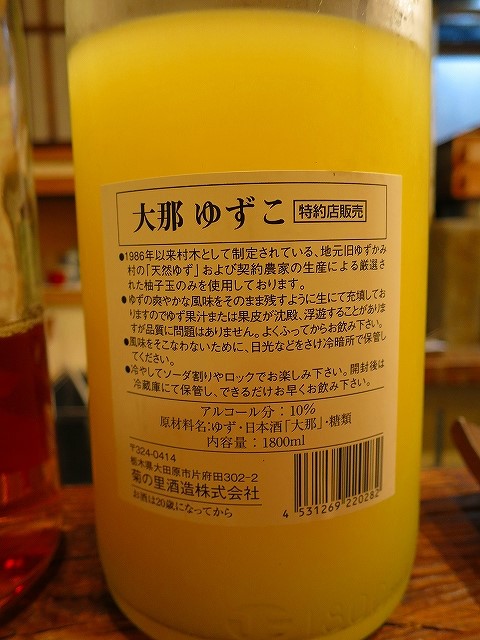 大那 ゆずこ 特約店販売
●1986年以来村木として制定されている、地元旧ゆずかみ
村の「天然ゆず」および契約農家の生産による厳選さ
れた柚子玉のみを使用しております。
●ゆずの爽やかな風味をそのまま残すように生にて充填してお
りますのでゆず果汁または果皮が沈殿、浮遊することがありま
すが品質に問題はありません。よくふってからお飲み下さい。
●風味をそこなわないために、日光などをさけ冷暗所で保管し
てください。
●冷やしてソーダ割りやロックでお楽しみ下さい。開封後は
冷蔵庫にて保管し、できるだけお早くお飲み下さい。
アルコール分：10%
原材料名：ゆず・日本酒「大那」・糖類
内容量：1800ml
〒324-0414
栃木県大田原市片府田302-2
菊の里酒造株式会社
お酒は20歳になってから
4 531269 220282